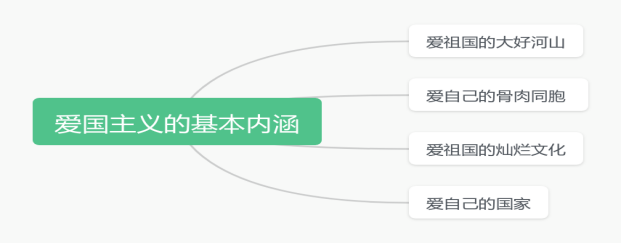 爱国主义的基本内涵
爱祖国的大好河山
爱自己的骨肉同胞
爱祖国的灿烂文化
爱自己的国家